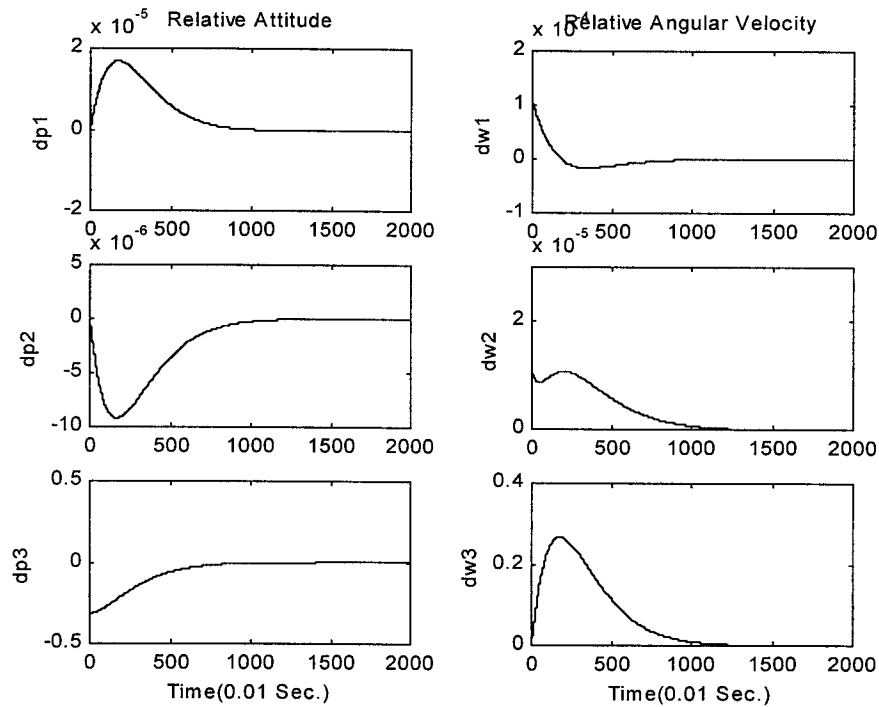 Relative Attitude
x 10-5
2
0
-2
dp1
0 500 1000 1500 2000
Relative Angular Velocity
x 10-4
2
1
0
-1
dw1
0 500 1000 1500 2000
x 10-6
5
0
-5
-10
dp2
0 500 1000 1500 2000
x 10-5
2
0
dw2
0 500 1000 1500 2000
0.5
0
-0.5
dp3
0 500 1000 1500 2000
Time(0.01 Sec.)
0.4
0.2
0
dw3
0 500 1000 1500 2000
Time(0.01 Sec.)